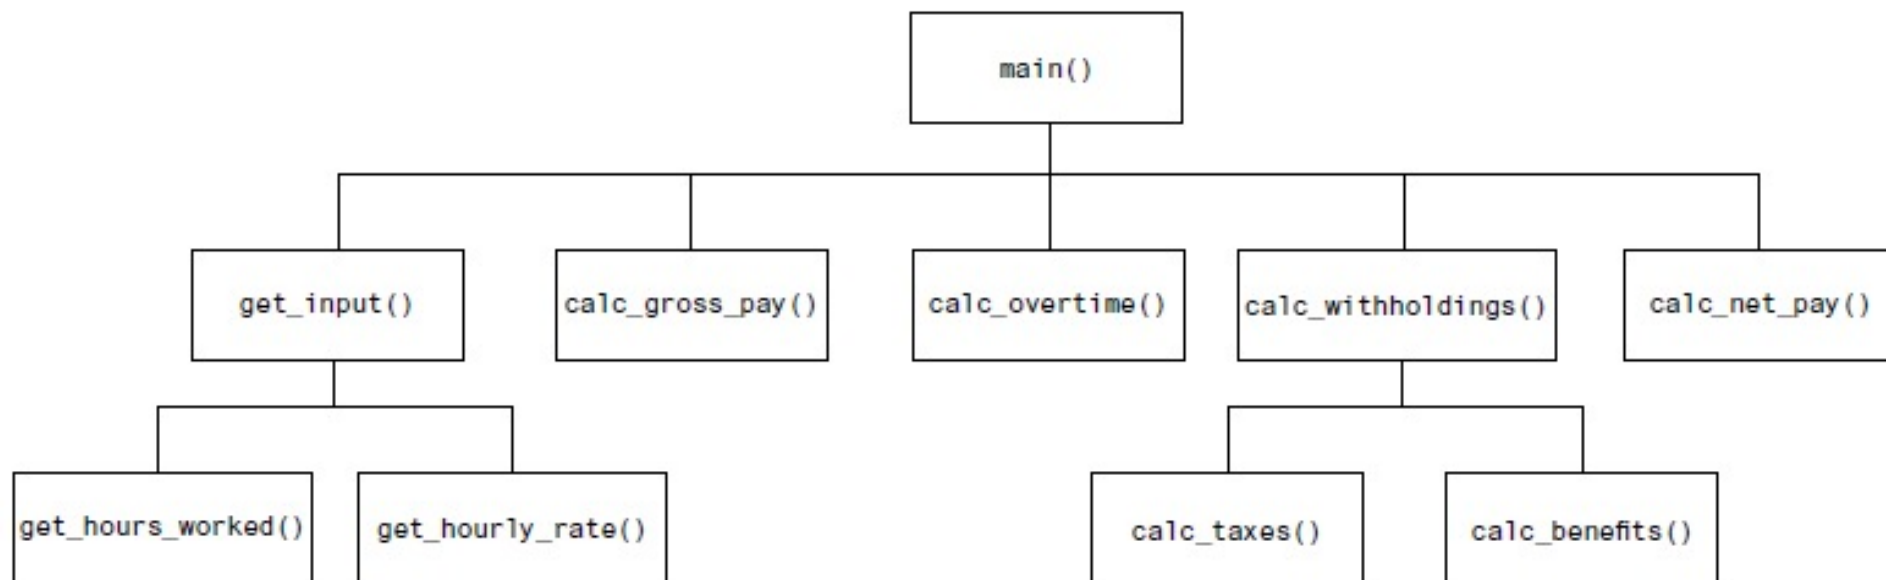 main()
get_input()
calc_gross_pay()
calc_overtime()
calc_withholdings()
calc_net_pay()
get_hours_worked()
get_hourly_rate()
calc_taxes()
calc_benefits()